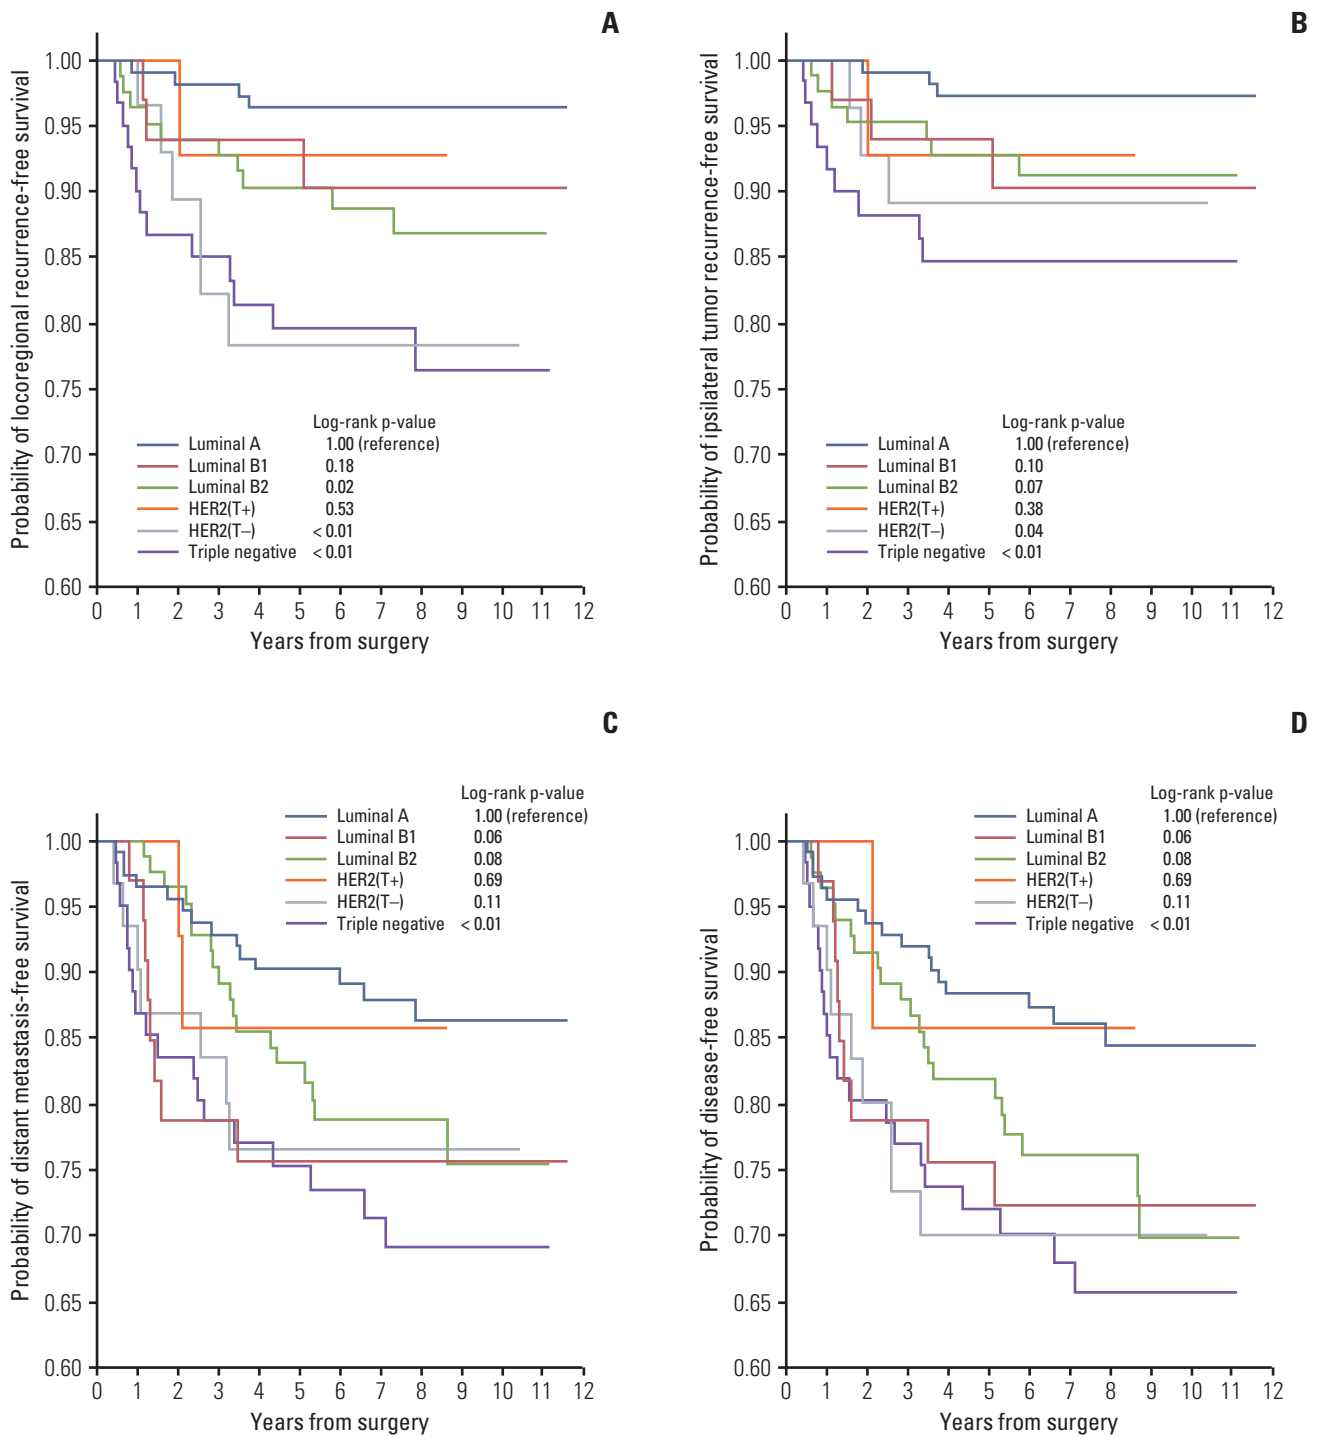 A
Probability of locoregional recurrence-free survival
1.00
0.95
0.90
0.85
0.80
0.75
0.70
0.65
0.60
Log-rank p-value
Luminal A 1.00 (reference)
Luminal B1 0.18
Luminal B2 0.02
HER2(T+) 0.53
HER2(T−) < 0.01
Triple negative < 0.01
0 1 2 3 4 5 6 7 8 9 10 11 12
Years from surgery
B
Probability of ipsilateral tumor recurrence-free survival
1.00
0.95
0.90
0.85
0.80
0.75
0.70
0.65
0.60
Log-rank p-value
Luminal A 1.00 (reference)
Luminal B1 0.10
Luminal B2 0.07
HER2(T+) 0.38
HER2(T−) 0.04
Triple negative < 0.01
0 1 2 3 4 5 6 7 8 9 10 11 12
Years from surgery
C
Probability of distant metastasis-free survival
Log-rank p-value
Luminal A 1.00 (reference)
Luminal B1 0.06
Luminal B2 0.08
HER2(T+) 0.69
HER2(T−) 0.11
Triple negative < 0.01
1.00
0.95
0.90
0.85
0.80
0.75
0.70
0.65
0.60
0 1 2 3 4 5 6 7 8 9 10 11 12
Years from surgery
D
Probability of disease-free survival
Log-rank p-value
Luminal A 1.00 (reference)
Luminal B1 0.06
Luminal B2 0.08
HER2(T+) 0.69
HER2(T−) 0.11
Triple negative < 0.01
1.00
0.95
0.90
0.85
0.80
0.75
0.70
0.65
0.60
0 1 2 3 4 5 6 7 8 9 10 11 12
Years from surgery